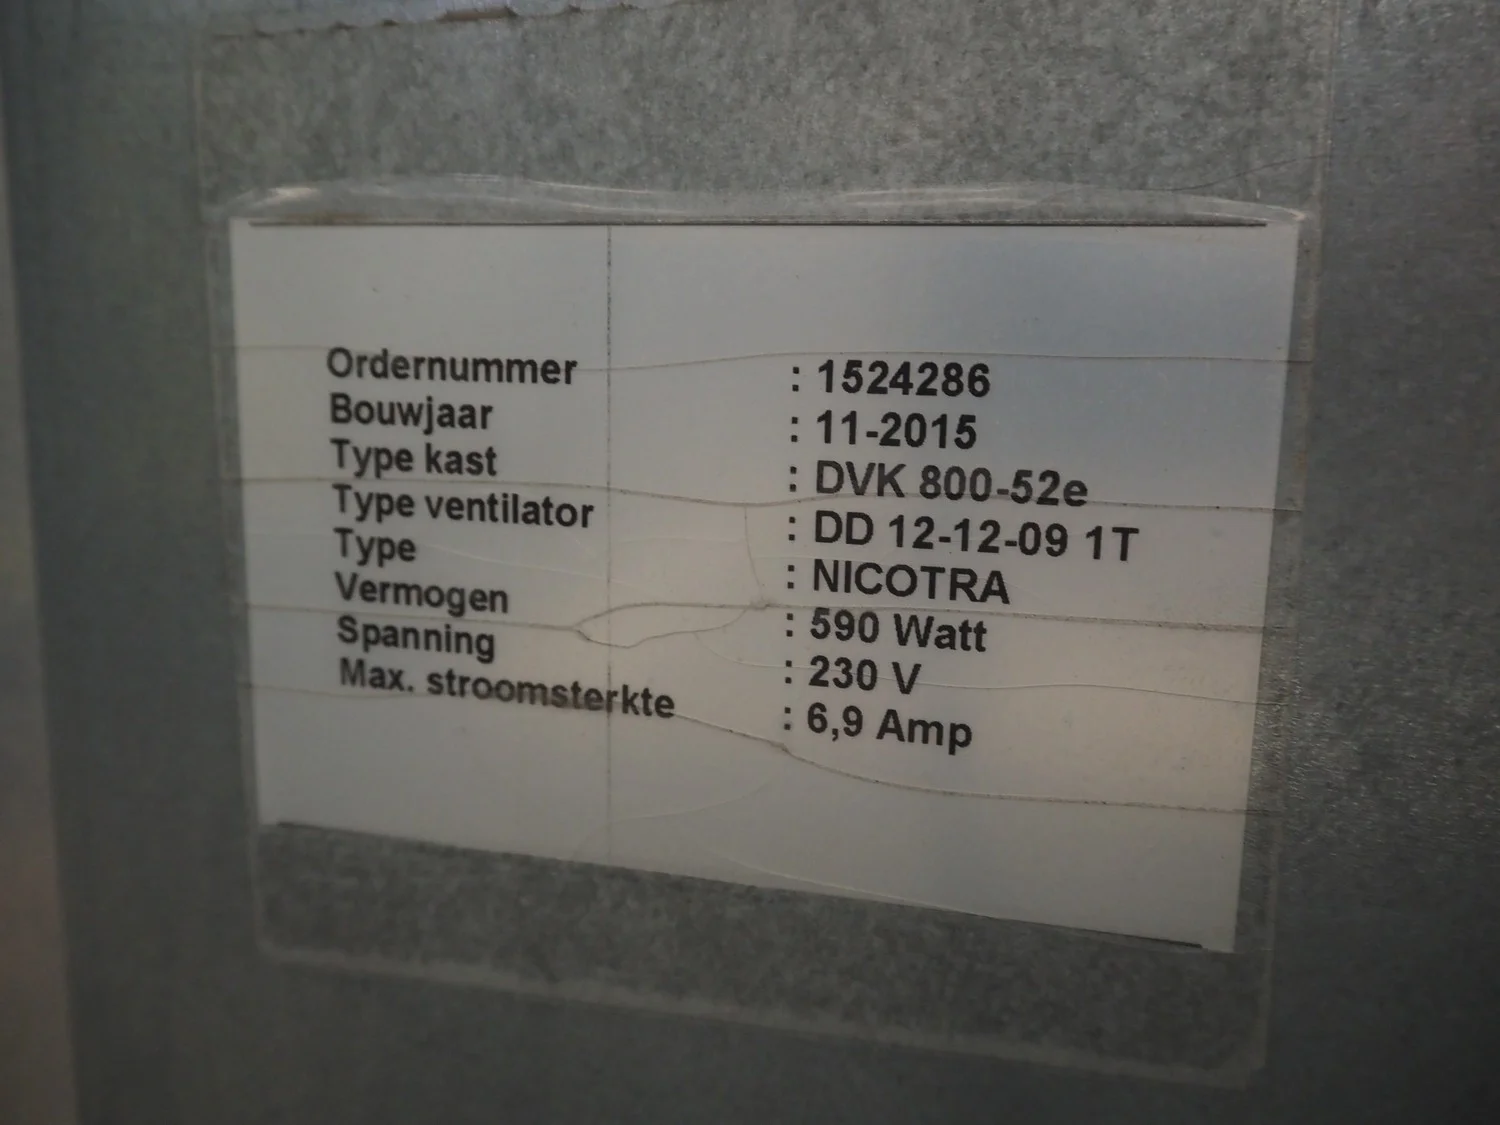 Ordernummer : 1524286
Bouwjaar : 11-2015
Type kast : DVK 800-52e
Type ventilator : DD 12-12-09 1T
Type : NICOTRA
Vermogen : 590 Watt
Spanning : 230 V
Max. stroomsterkte : 6,9 Amp